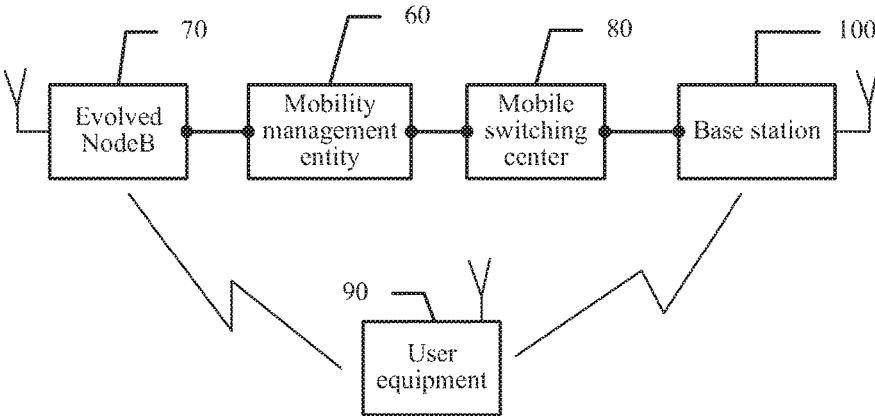 70
60
80
100
Evolved
NodeB
Mobility
management
entity
Mobile
switching
center
Base station
90
User
equipment